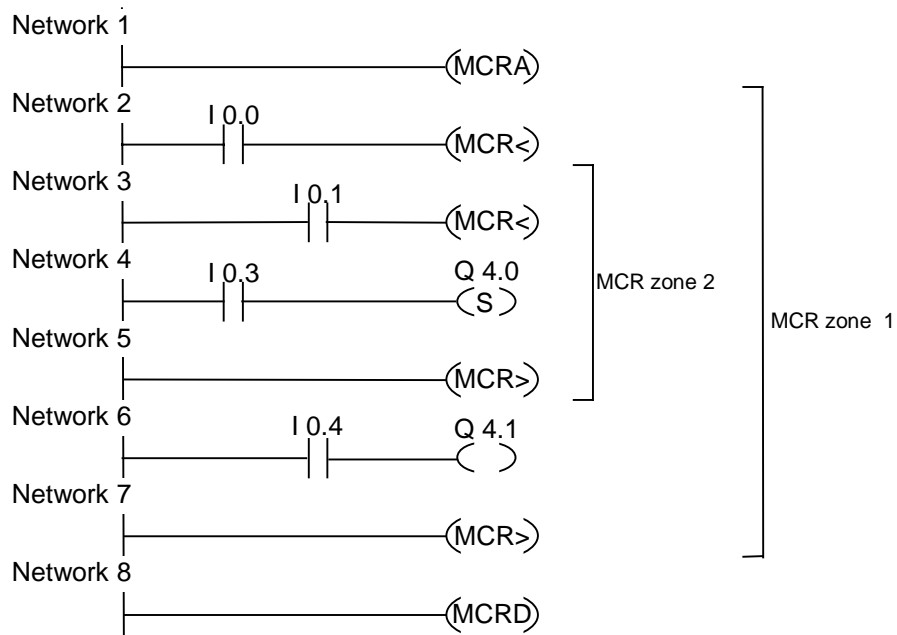 Network 1
(MCRA)
Network 2
I 0.0
(MCR<)
Network 3
I 0.1
(MCR<)
Network 4
I 0.3
Q 4.0
(S)
MCR zone 2
MCR zone 1
Network 5
(MCR>)
Network 6
I 0.4
Q 4.1
( )
Network 7
(MCR>)
Network 8
(MCRD)